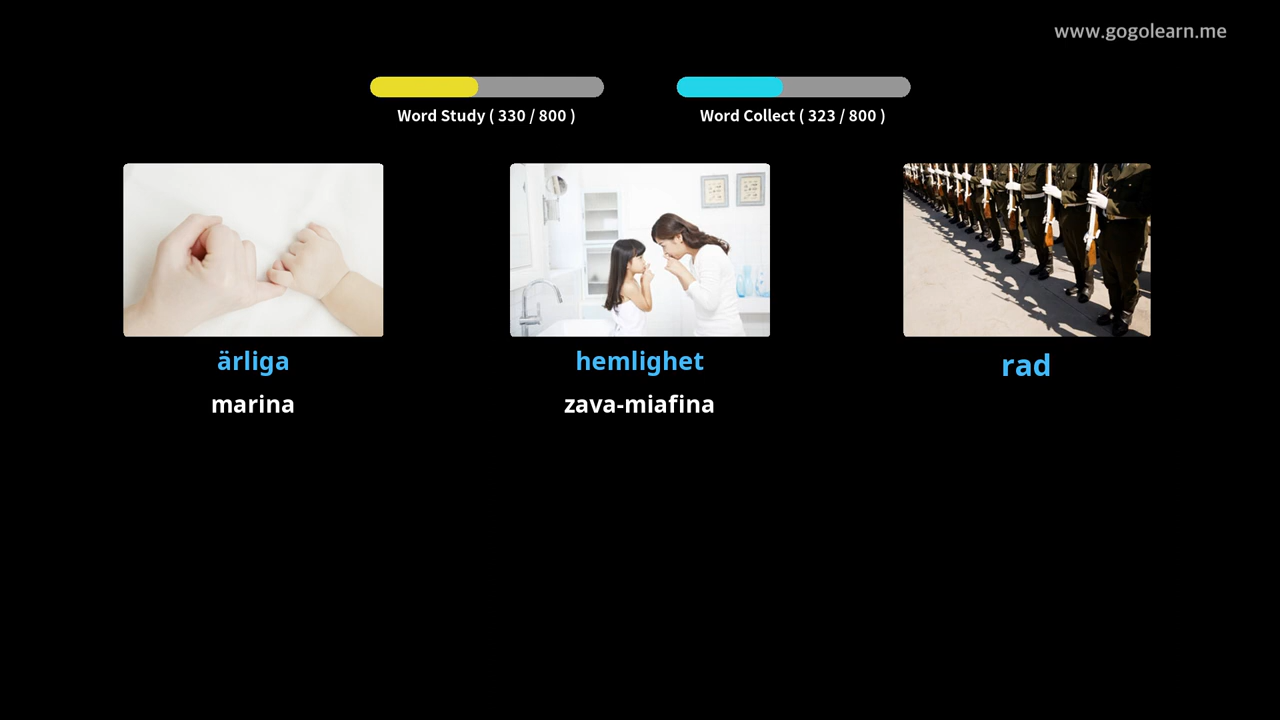 www.gogolearn.me
Word Study ( 330 / 800 )
Word Collect ( 323 / 800 )
ärliga
hemlighet
rad
marina
zava-miafina